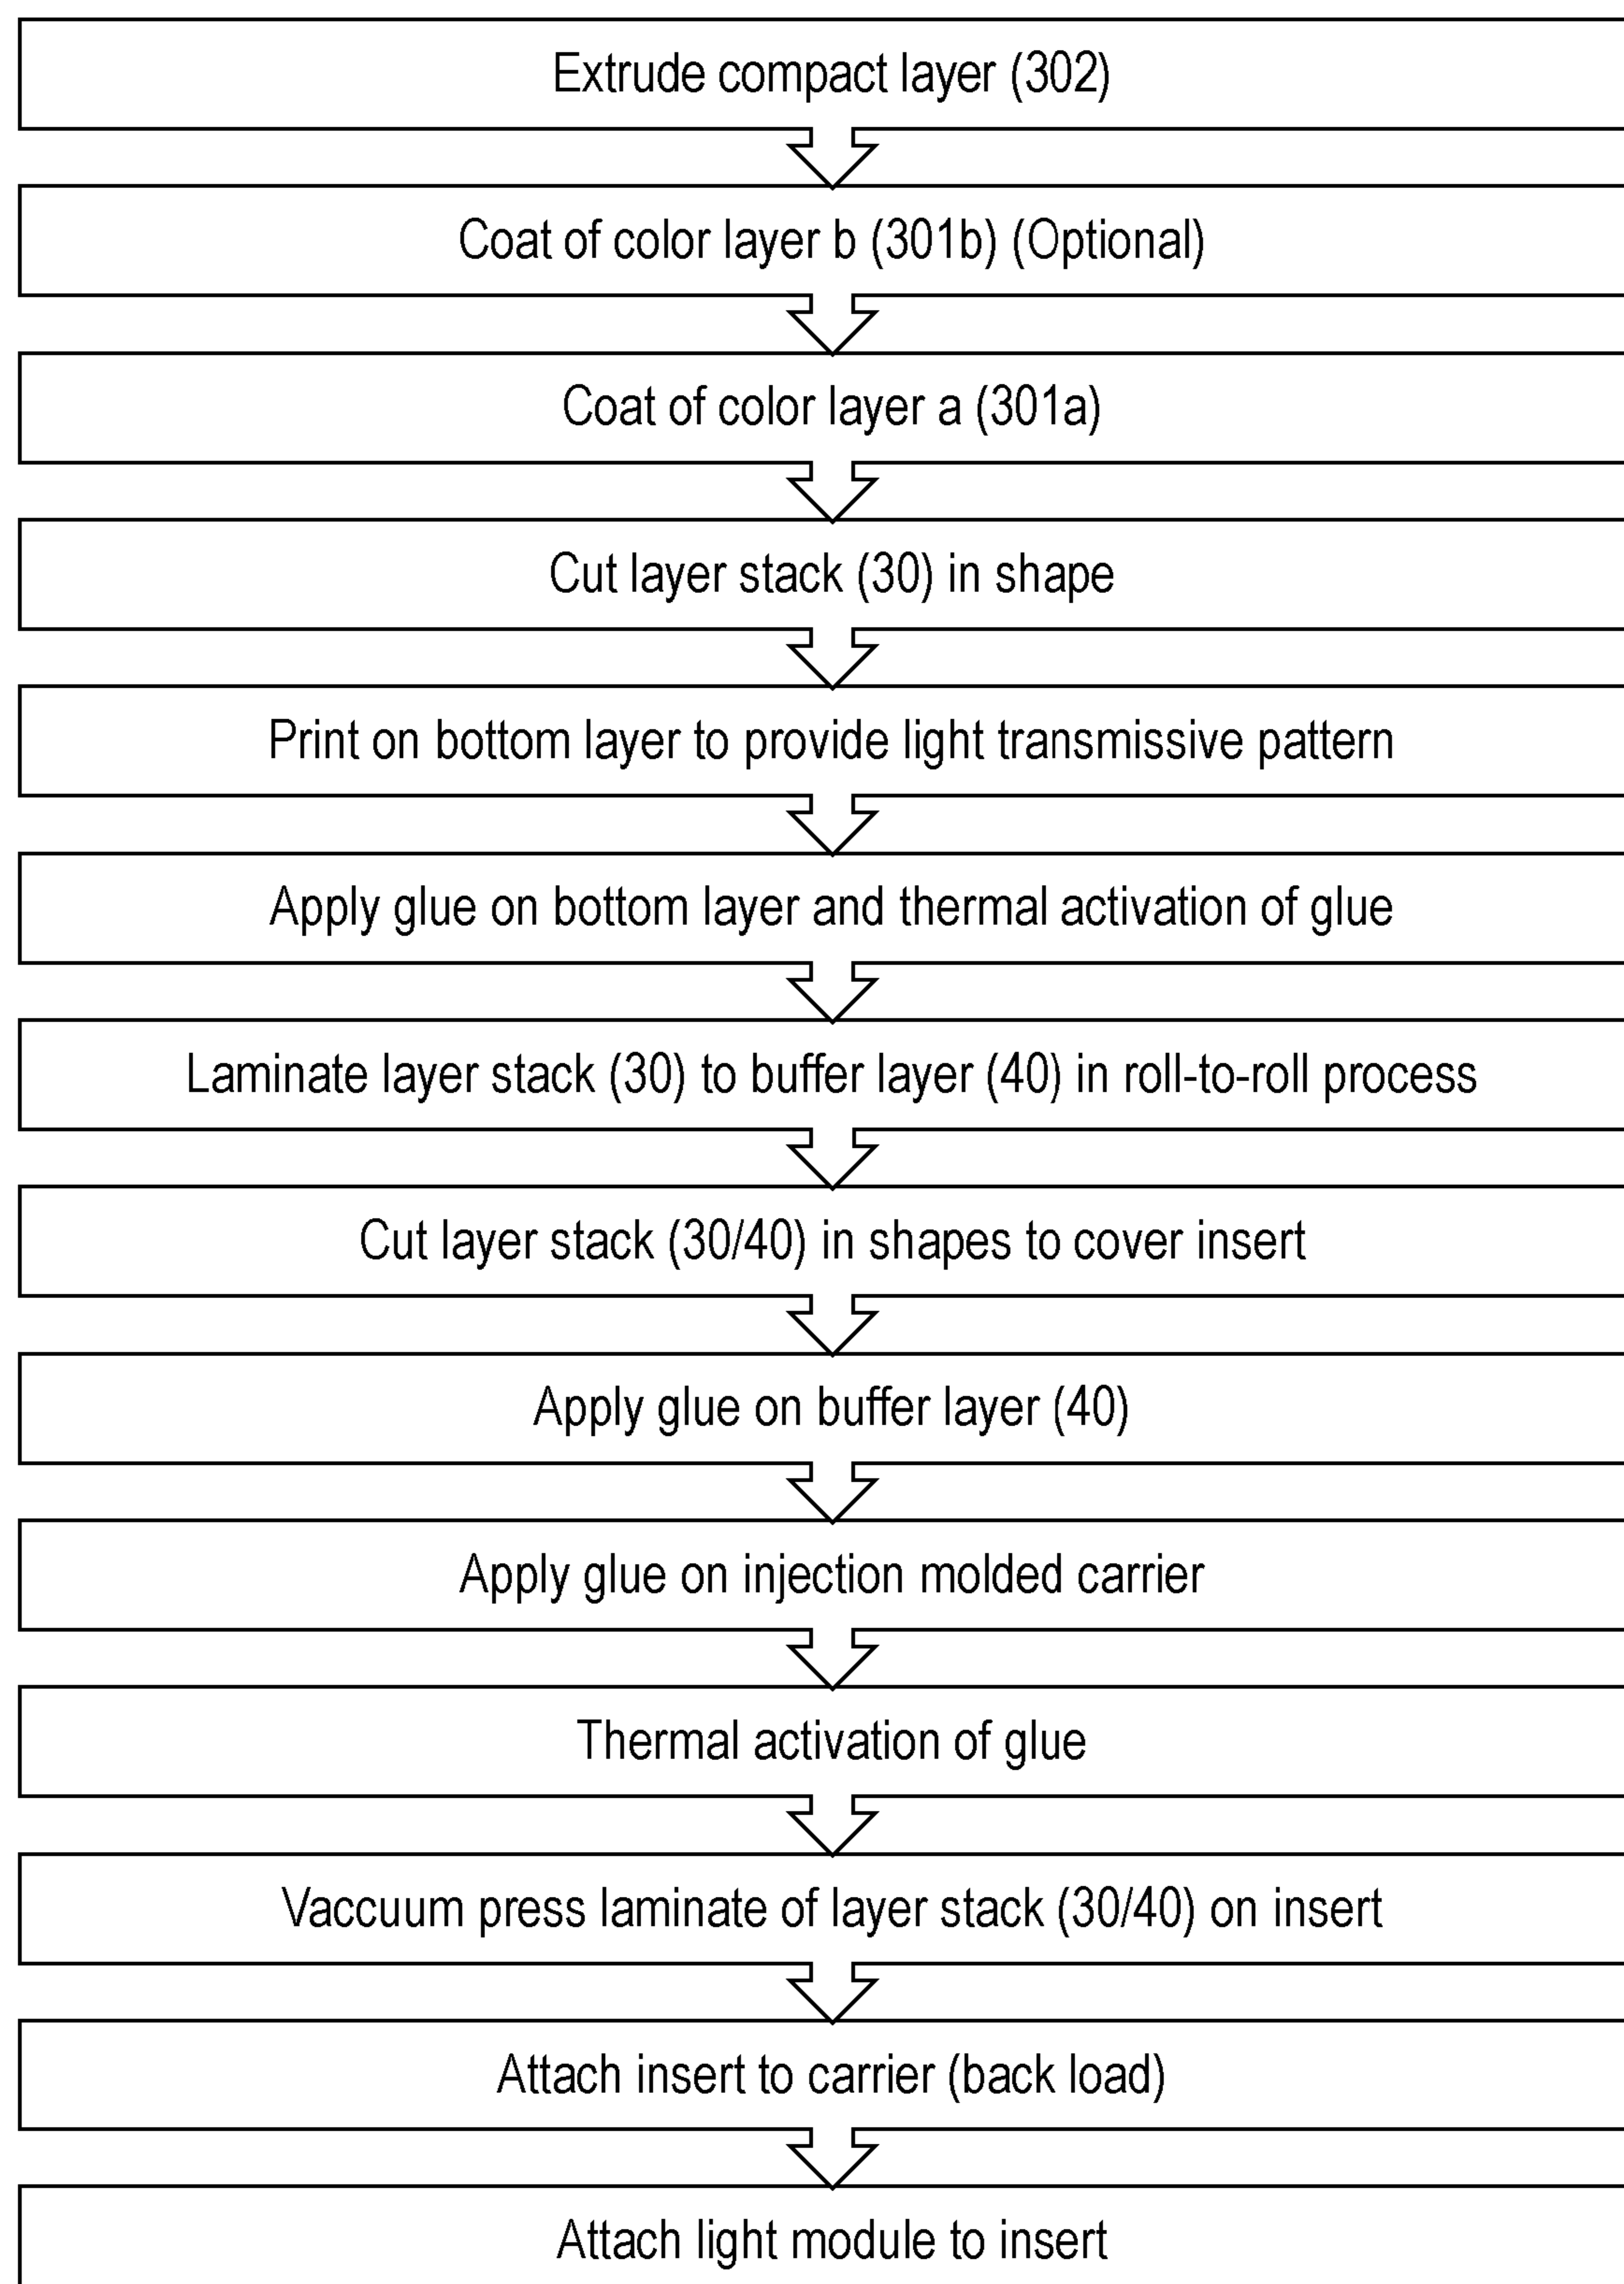 Extrude compact layer (302)
Coat of color layer b (301b) (Optional)
Coat of color layer a (301a)
Cut layer stack (30) in shape
Print on bottom layer to provide light transmissive pattern
Apply glue on bottom layer and thermal activation of glue
Laminate layer stack (30) to buffer layer (40) in roll-to-roll process
Cut layer stack (30/40) in shapes to cover insert
Apply glue on buffer layer (40)
Apply glue on injection molded carrier
Thermal activation of glue
Vaccuum press laminate of layer stack (30/40) on insert
Attach insert to carrier (back load)
Attach light module to insert